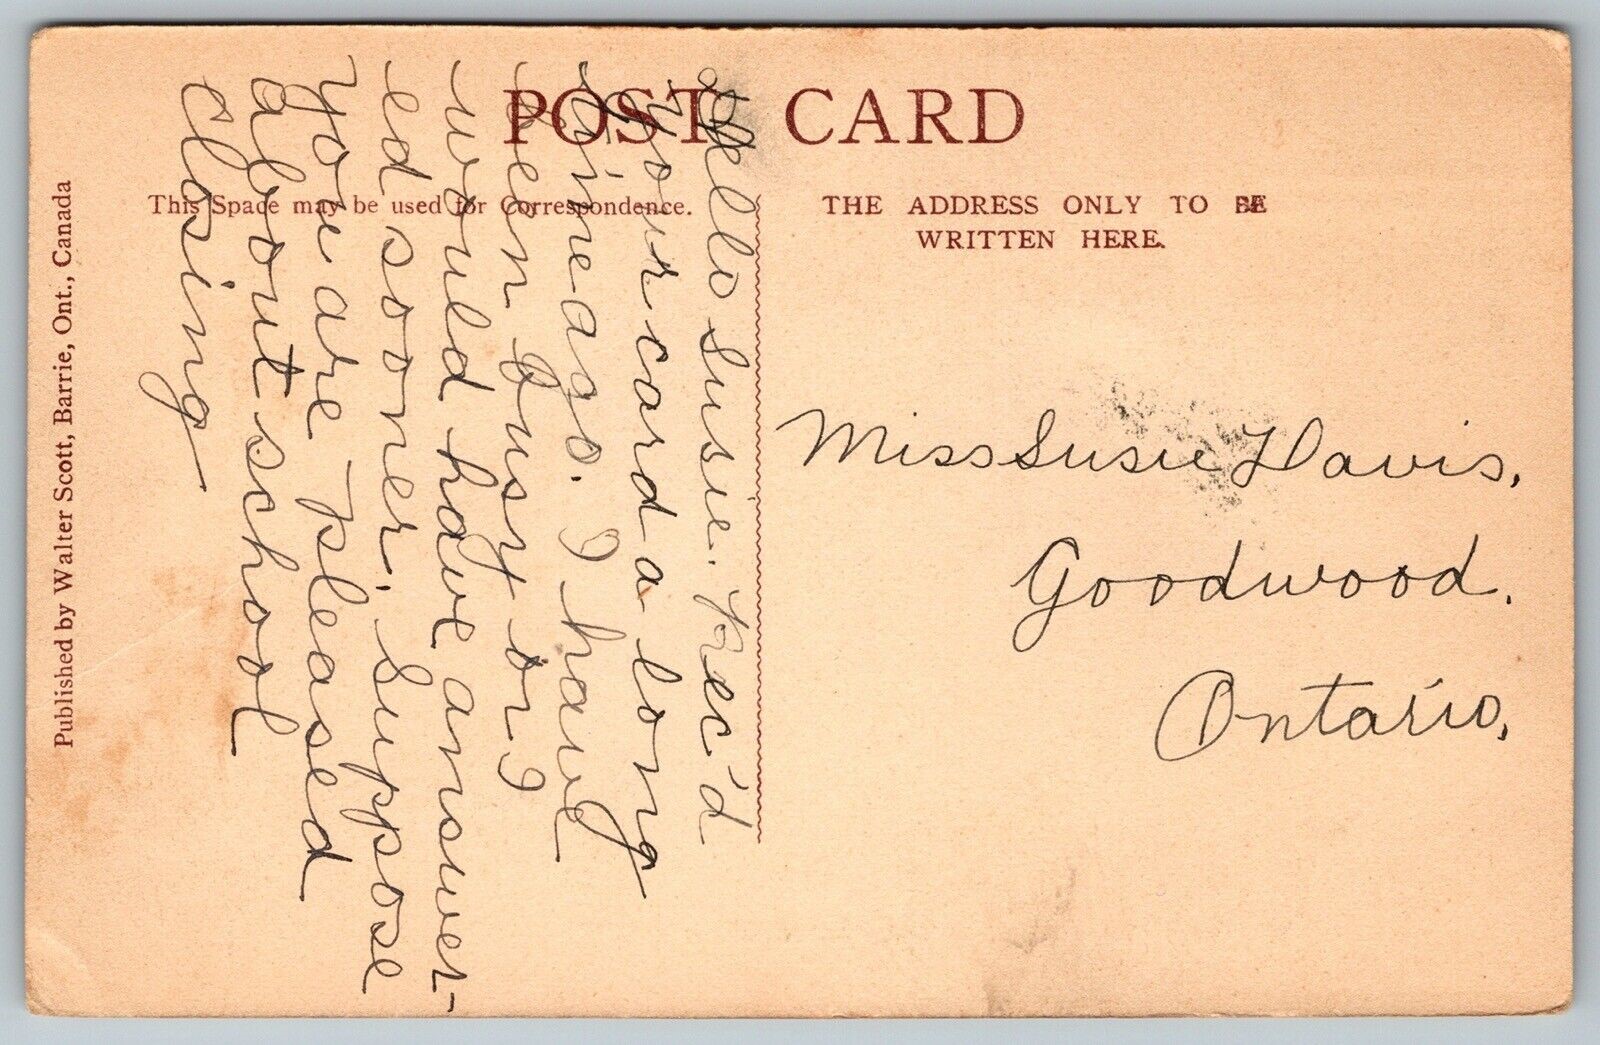 POST CARD
This Space may be used for Correspondence.
THE ADDRESS ONLY TO BE
WRITTEN HERE.
Published by Walter Scott, Barrie, Ont., Canada
Hello Susie. Rec'd
your card a long
time ago. I have
been busy or I
would have answer-
ed sooner. Suppose
you are pleased
about school
closing
Miss Susie Davis,
Goodwood.
Ontario,